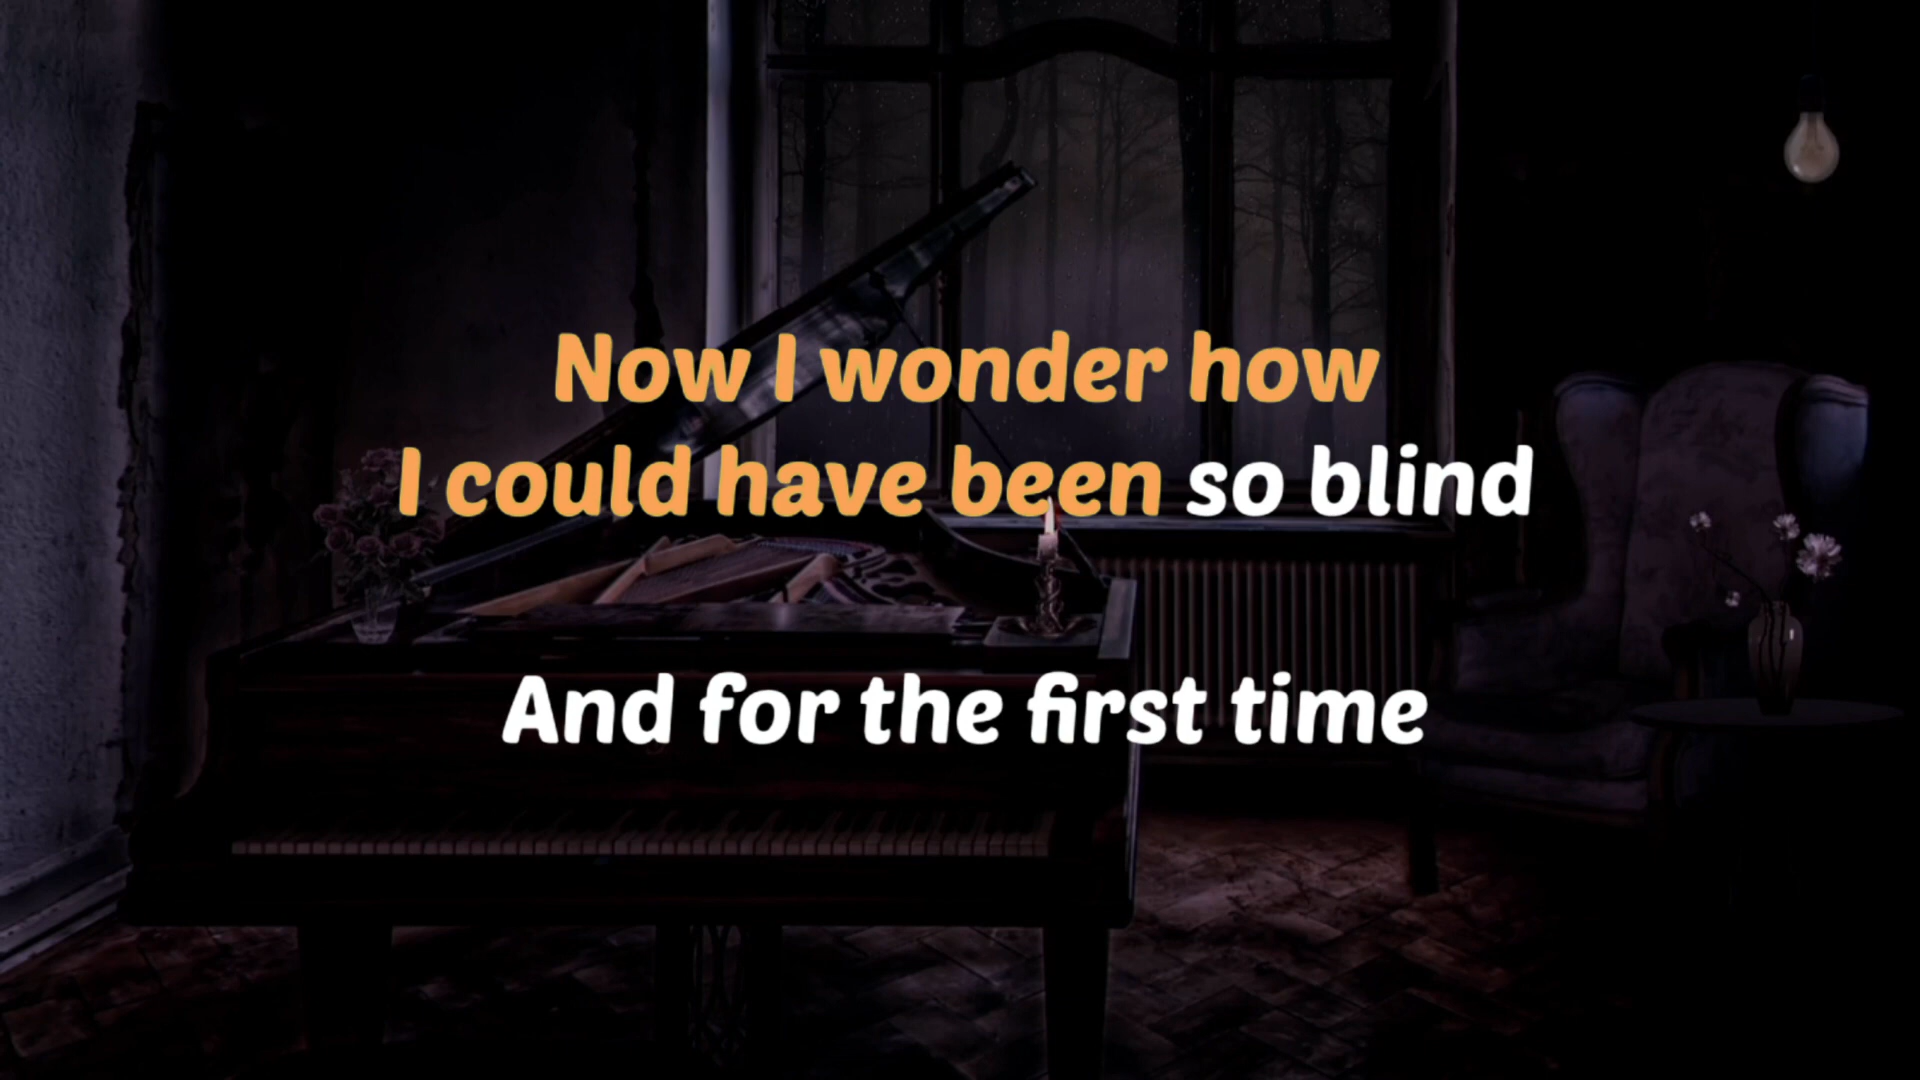 Now I wonder how
I could have been so blind
And for the first time